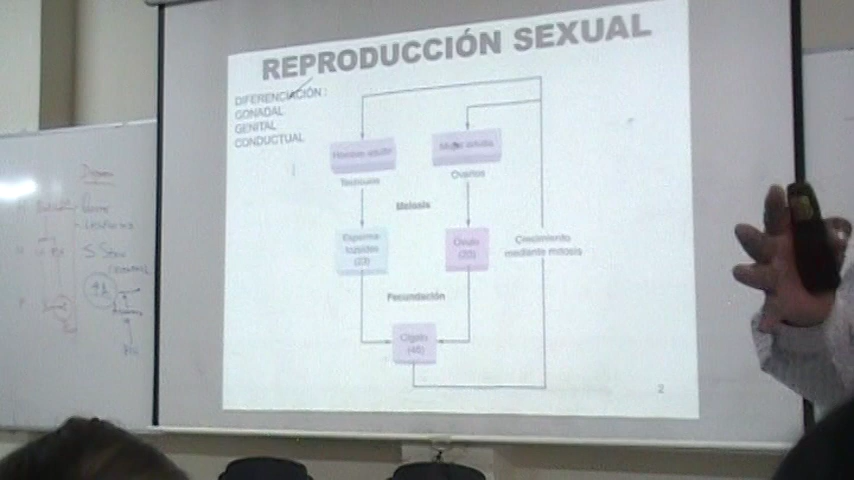 REPRODUCCIÓN SEXUAL
DIFERENCIACIÓN :
GONADAL
GENITAL
CONDUCTUAL
Hombre adulto
Mujer adulta
Testículos
Ovarios
Meiosis
Esperma-
tozoides
(23)
Óvulo
(23)
Crecimiento
mediante mitosis
Fecundación
Cigoto
(46)
2